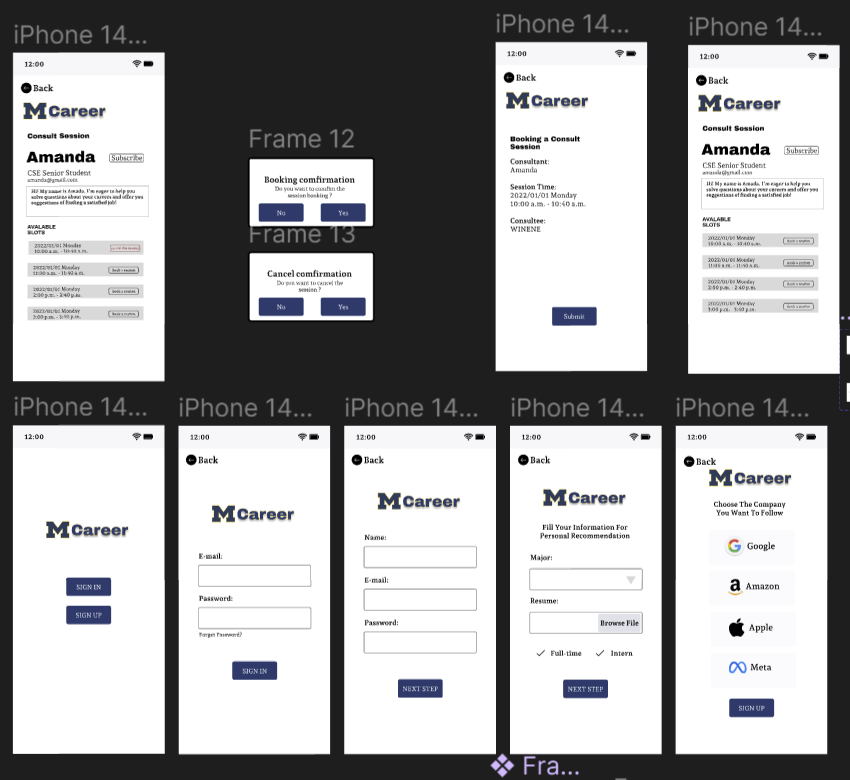 iPhone 14...
12:00
Back
M Career
Consult Session
Amanda
Subscribe
CSE Senior Student
amanda@gmail.com
Hi! My name is Amada, I'm eager to help you
solve questions about your careers and offer you
suggestions of finding a satisfied job!
AVALABLE
SLOTS
2022/01/01 Monday
10:00 a.m. - 10:40 a.m.
2022/01/01 Monday
11:00 a.m. - 11:40 a.m.
Book a session
2022/01/01 Monday
2:00 p.m. - 2:40 p.m.
Book a session
2022/01/01 Monday
3:00 p.m. - 3:40 p.m.
Book a session
Frame 12
Booking comfirmation
Do you want to comfirm the
session booking ?
No
Yes
Frame 13
Cancel comfirmation
Do you want to cancel the
session ?
No
Yes
iPhone 14...
12:00
Back
M Career
Booking a Consult
Session
Consultant:
Amanda
Session Time:
2022/01/01 Monday
10:00 a.m. - 10:40 a.m.
Consultee:
WINENE
Submit
iPhone 14...
12:00
Back
M Career
Consult Session
Amanda
Subscribe
CSE Senior Student
amanda@gmail.com
Hi! My name is Amada, I'm eager to help you
solve questions about your careers and offer you
suggestions of finding a satisfied job!
AVALABLE
SLOTS
2022/01/01 Monday
10:00 a.m. - 10:40 a.m.
Book a session
2022/01/01 Monday
11:00 a.m. - 11:40 a.m.
Book a session
2022/01/01 Monday
2:00 p.m. - 2:40 p.m.
Book a session
2022/01/01 Monday
3:00 p.m. - 3:40 p.m.
Book a session
iPhone 14...
12:00
M Career
SIGN IN
SIGN UP
iPhone 14...
12:00
Back
M Career
E-mail:
Password:
Forget Password?
SIGN IN
iPhone 14...
12:00
Back
M Career
Name:
E-mail:
Password:
NEXT STEP
iPhone 14...
12:00
Back
M Career
Fill Your Information For
Personal Recommendation
Major:
Resume:
Browse File
Full-time
Intern
NEXT STEP
iPhone 14...
12:00
Back
M Career
Choose The Company
You Want To Follow
Google
Amazon
Apple
Meta
SIGN UP
Fra...